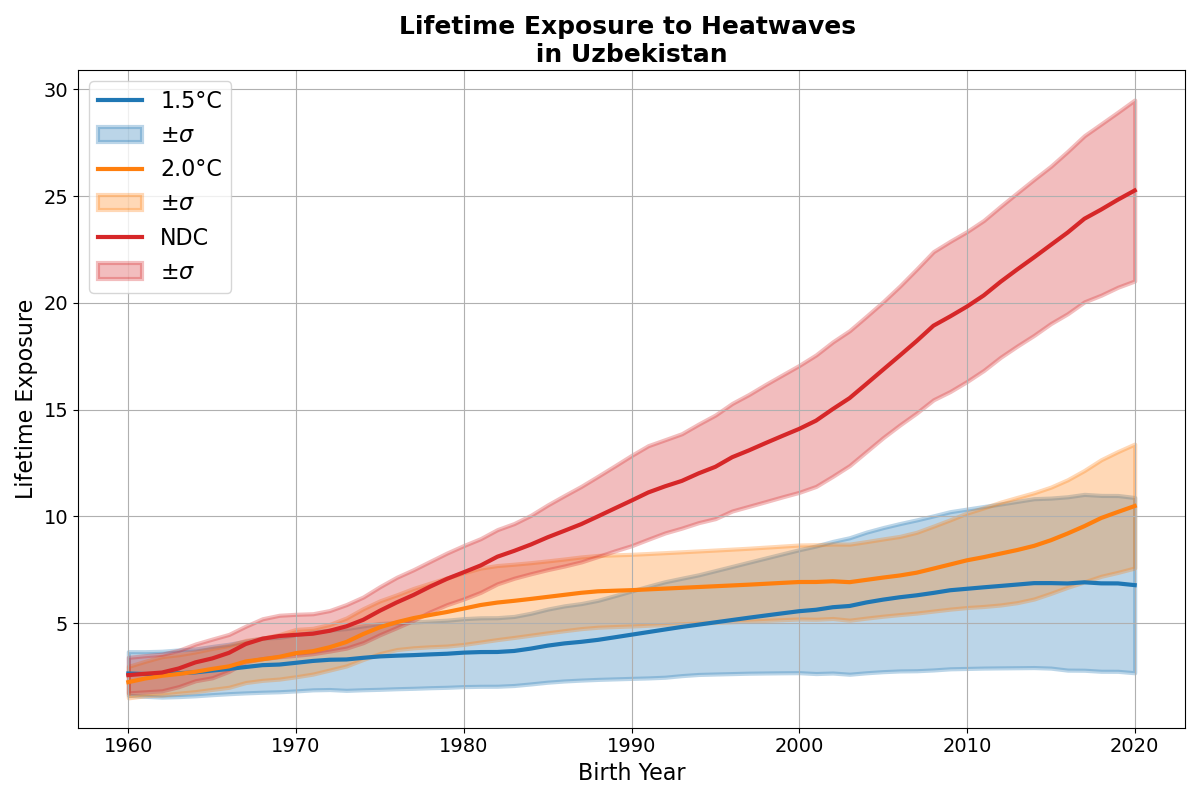 Lifetime Exposure to Heatwaves
in Uzbekistan
1.5°C
±σ
2.0°C
±σ
NDC
±σ
Lifetime Exposure
30
25
20
15
10
5
1960
1970
1980
1990
2000
2010
2020
Birth Year